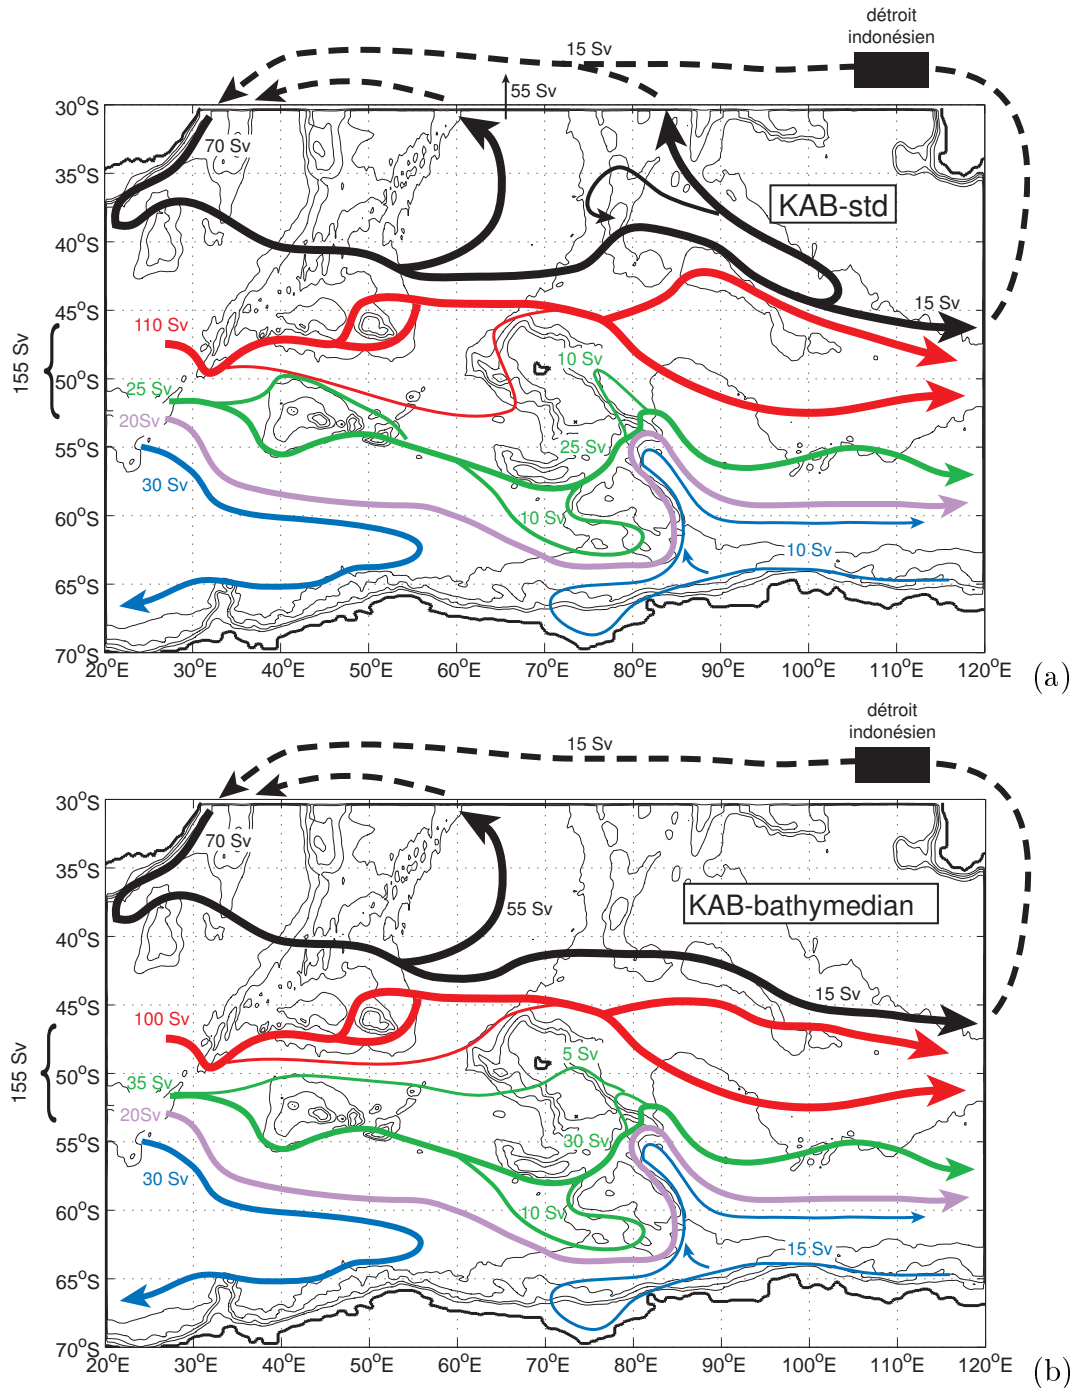 détroit
indonésien
15 Sv
55 Sv
30°S
70 Sv
35°S
KAB-std
40°S
45°S
15 Sv
110 Sv
155 Sv
10 Sv
50°S
25 Sv
20Sv
25 Sv
55°S
30 Sv
10 Sv
60°S
10 Sv
65°S
70°S
20°E 30°E 40°E 50°E 60°E 70°E 80°E 90°E 100°E 110°E 120°E
(a)
détroit
indonésien
15 Sv
30°S
70 Sv
35°S
55 Sv
KAB-bathymedian
40°S
15 Sv
45°S
100 Sv
155 Sv
5 Sv
50°S
35 Sv
20Sv
30 Sv
55°S
30 Sv
10 Sv
60°S
15 Sv
65°S
70°S
20°E 30°E 40°E 50°E 60°E 70°E 80°E 90°E 100°E 110°E 120°E
(b)